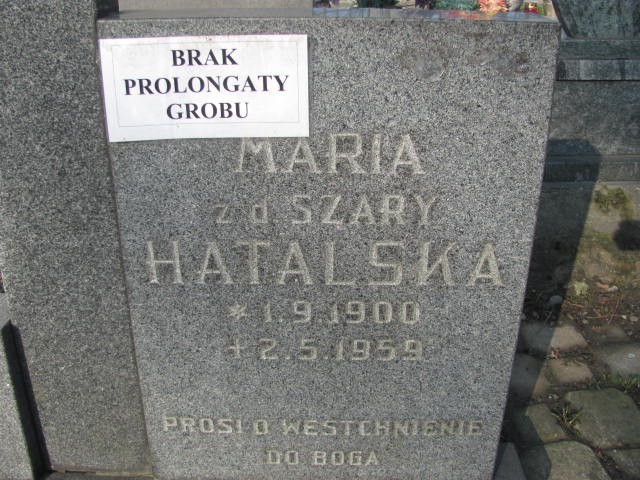 BRAK
PROLONGATY
GROBU
MARIA
z d SZARY
HATALSKA
* 1.9.1900
+ 2.5.1959
PROSI O WESTCHNIENIE
DO BOGA